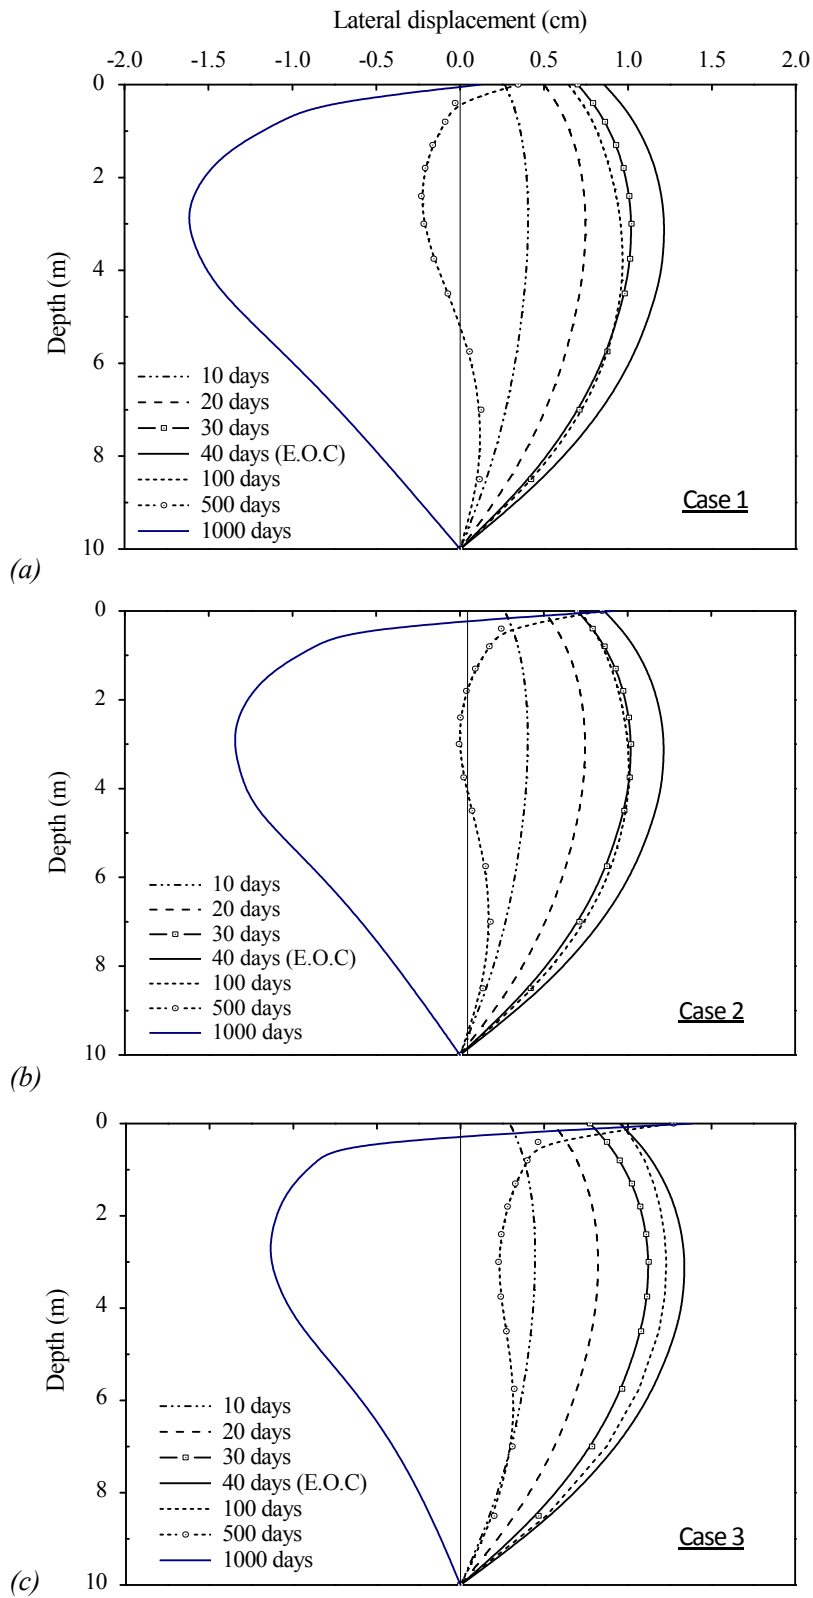 Lateral displacement (cm)
-2.0 -1.5 -1.0 -0.5 0.0 0.5 1.0 1.5 2.0
0
2
4
6
8
10
Depth (m)
10 days
20 days
30 days
40 days (E.O.C)
100 days
500 days
1000 days
Case 1
(a)
0
2
4
6
8
10
Depth (m)
10 days
20 days
30 days
40 days (E.O.C)
100 days
500 days
1000 days
Case 2
(b)
0
2
4
6
8
10
Depth (m)
10 days
20 days
30 days
40 days (E.O.C)
100 days
500 days
1000 days
Case 3
(c)